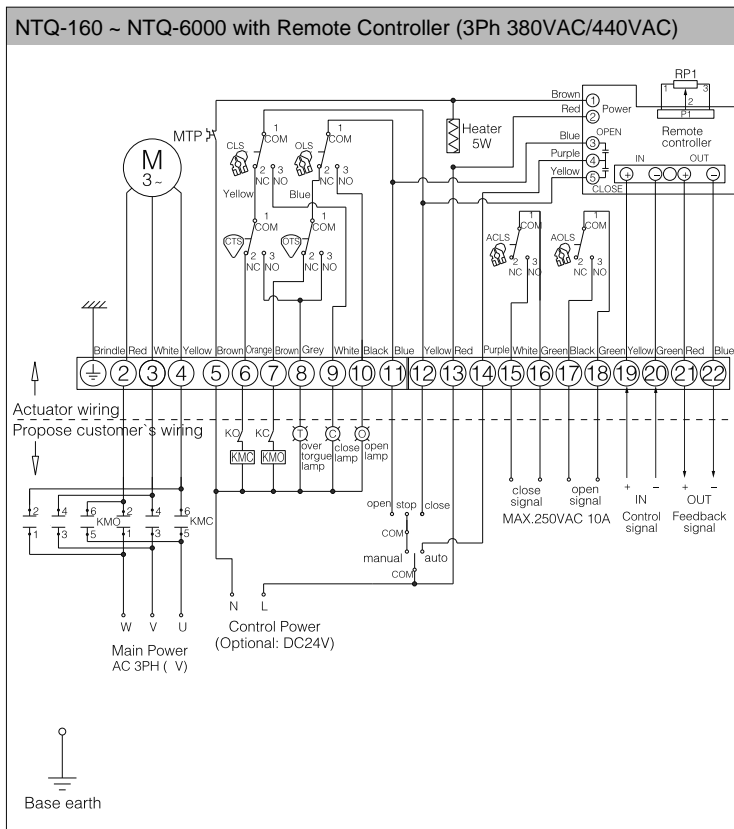 NTQ-160 ~ NTQ-6000 with Remote Controller (3Ph 380VAC/440VAC)
RP1
1 3
2
P1
Remote
controller
Brown 1
Red 2 Power
Blue 3 OPEN
Purple 4
Yellow 5
CLOSE
IN OUT
+ − + −
Heater
5W
MTP
M
3~
CLS 1 COM
OLS 1 COM
2 3
NC NO
2 3
NC NO
Yellow Blue
CTS 1 COM
OTS 1 COM
2 3
NC NO
2 3
NC NO
ACLS 1 COM
AOLS 1 COM
2 3
NC NO
2 3
NC NO
Brindle Red White Yellow Brown Orange Brown Grey White Black Blue Yellow Red Purple White Green Black Green Yellow Green Red Blue
2 3 4 5 6 7 8 9 10 11 12 13 14 15 16 17 18 19 20 21 22
Actuator wiring
Propose customer`s wiring
KO KC T C O
KMC KMO
over
torgue
lamp
close
lamp
open
lamp
2 4 6 2 4 6
KMO KMC
1 3 5 1 3 5
open stop close
COM
manual auto
COM
close
signal
open
signal
MAX.250VAC 10A
+ −
IN
Control
signal
+ −
OUT
Feedback
signal
N L
Control Power
(Optional: DC24V)
W V U
Main Power
AC 3PH ( V)
Base earth